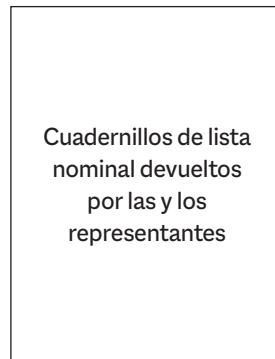 Cuadernillos de lista
nominal devueltos
por las y los
representantes